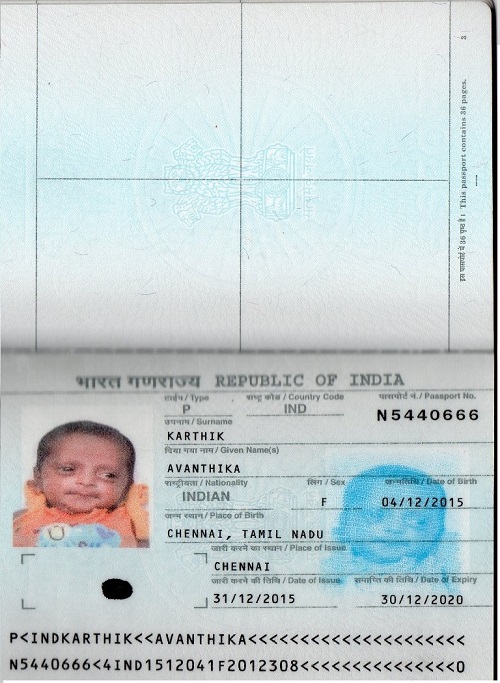 2
इस पासपोर्ट में 36 पृष्ठ हैं। This passport contains 36 pages.
भारत गणराज्य REPUBLIC OF INDIA
टाईप / Type राष्ट्र कोड / Country Code पासपोर्ट नं. / Passport No.
P IND N5440666
उपनाम / Surname
KARTHIK
दिया गया नाम / Given Name(s)
AVANTHIKA
राष्ट्रीयता / Nationality लिंग / Sex जन्मतिथि / Date of Birth
INDIAN F 04/12/2015
जन्म स्थान / Place of Birth
CHENNAI, TAMIL NADU
जारी करने का स्थान / Place of Issue
CHENNAI
जारी करने की तिथि / Date of Issue समाप्ति की तिथि / Date of Expiry
31/12/2015 30/12/2020
P<INDKARTHIK<<AVANTHIKA<<<<<<<<<<<<<<<<<<<<<
N5440666<4IND1512041F2012308<<<<<<<<<<<<<<<0